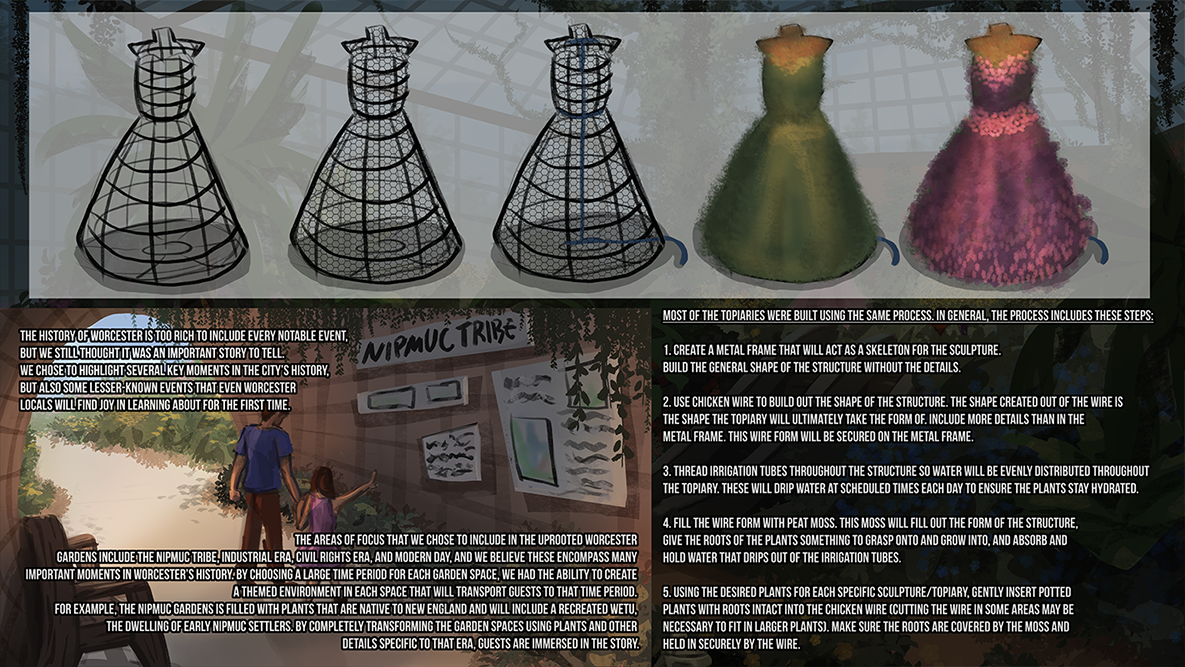 THE HISTORY OF WORCESTER IS TOO RICH TO INCLUDE EVERY NOTABLE EVENT,
BUT WE STILL THOUGHT IT WAS AN IMPORTANT STORY TO TELL.
WE CHOSE TO HIGHLIGHT SEVERAL KEY MOMENTS IN THE CITY'S HISTORY,
BUT ALSO SOME LESSER-KNOWN EVENTS THAT EVEN WORCESTER
LOCALS WILL FIND JOY IN LEARNING ABOUT FOR THE FIRST TIME.
NIPMUC TRIBE
THE AREAS OF FOCUS THAT WE CHOSE TO INCLUDE IN THE UPROOTED WORCESTER
GARDENS INCLUDE THE NIPMUC TRIBE, INDUSTRIAL ERA, CIVIL RIGHTS ERA, AND MODERN DAY, AND WE BELIEVE THESE ENCOMPASS MANY
IMPORTANT MOMENTS IN WORCESTER'S HISTORY. BY CHOOSING A LARGE TIME PERIOD FOR EACH GARDEN SPACE, WE HAD THE ABILITY TO CREATE
A THEMED ENVIRONMENT IN EACH SPACE THAT WILL TRANSPORT GUESTS TO THAT TIME PERIOD.
FOR EXAMPLE, THE NIPMUC GARDENS IS FILLED WITH PLANTS THAT ARE NATIVE TO NEW ENGLAND AND WILL INCLUDE A RECREATED WETU,
THE DWELLING OF EARLY NIPMUC SETTLERS. BY COMPLETELY TRANSFORMING THE GARDEN SPACES USING PLANTS AND OTHER
DETAILS SPECIFIC TO THAT ERA, GUESTS ARE IMMERSED IN THE STORY.
MOST OF THE TOPIARIES WERE BUILT USING THE SAME PROCESS. IN GENERAL, THE PROCESS INCLUDES THESE STEPS:
1. CREATE A METAL FRAME THAT WILL ACT AS A SKELETON FOR THE SCULPTURE.
BUILD THE GENERAL SHAPE OF THE STRUCTURE WITHOUT THE DETAILS.
2. USE CHICKEN WIRE TO BUILD OUT THE SHAPE OF THE STRUCTURE. THE SHAPE CREATED OUT OF THE WIRE IS
THE SHAPE THE TOPIARY WILL ULTIMATELY TAKE THE FORM OF. INCLUDE MORE DETAILS THAN IN THE
METAL FRAME. THIS WIRE FORM WILL BE SECURED ON THE METAL FRAME.
3. THREAD IRRIGATION TUBES THROUGHOUT THE STRUCTURE SO WATER WILL BE EVENLY DISTRIBUTED THROUGHOUT
THE TOPIARY. THESE WILL DRIP WATER AT SCHEDULED TIMES EACH DAY TO ENSURE THE PLANTS STAY HYDRATED.
4. FILL THE WIRE FORM WITH PEAT MOSS. THIS MOSS WILL FILL OUT THE FORM OF THE STRUCTURE,
GIVE THE ROOTS OF THE PLANTS SOMETHING TO GRASP ONTO AND GROW INTO, AND ABSORB AND
HOLD WATER THAT DRIPS OUT OF THE IRRIGATION TUBES.
5. USING THE DESIRED PLANTS FOR EACH SPECIFIC SCULPTURE/TOPIARY, GENTLY INSERT POTTED
PLANTS WITH ROOTS INTACT INTO THE CHICKEN WIRE (CUTTING THE WIRE IN SOME AREAS MAY BE
NECESSARY TO FIT IN LARGER PLANTS). MAKE SURE THE ROOTS ARE COVERED BY THE MOSS AND
HELD IN SECURELY BY THE WIRE.